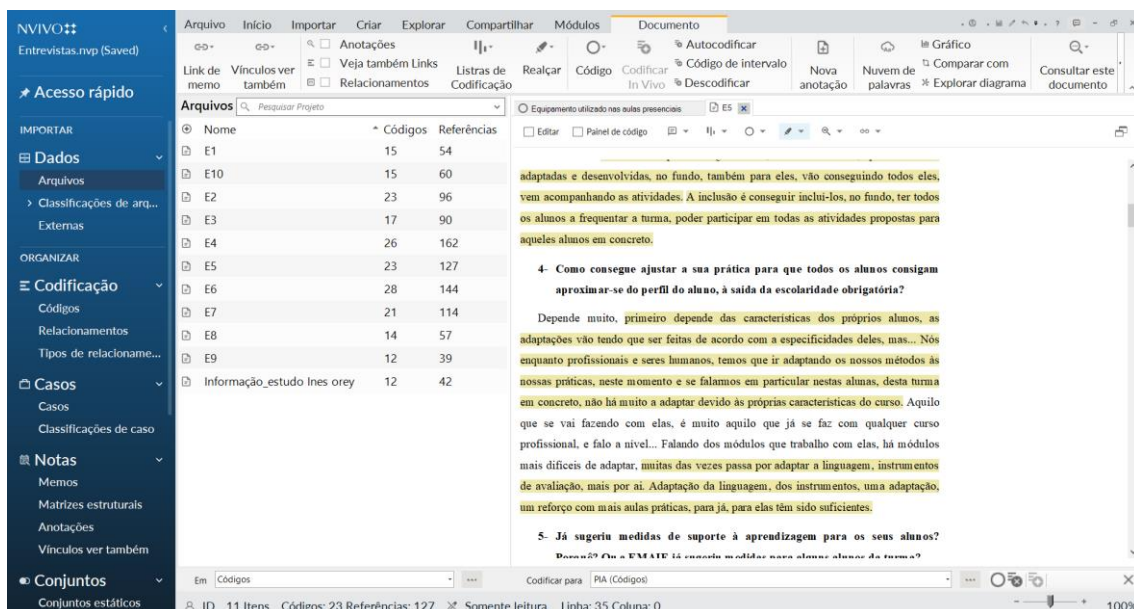 NVIVO
Entrevistas.nvp (Saved)
Acesso rápido
IMPORTAR
Dados
Arquivos
Classificações de arq...
Externas
ORGANIZAR
Codificação
Códigos
Relacionamentos
Tipos de relacioname...
Casos
Casos
Classificações de caso
Notas
Memos
Matrizes estruturais
Anotações
Vínculos ver também
Conjuntos
Conjuntos estáticos
Arquivo Início Importar Criar Explorar Compartilhar Módulos Documento
Link de memo
Vínculos ver também
Anotações
Veja também Links
Relacionamentos
Listras de Codificação
Realçar
Código
Codificar In Vivo
Autocodificar
Código de intervalo
Descodificar
Nova anotação
Nuvem de palavras
Gráfico
Comparar com
Explorar diagrama
Consultar este documento
Arquivos Pesquisar Projeto
Nome Códigos Referências
E1 15 54
E10 15 60
E2 23 96
E3 17 90
E4 26 162
E5 23 127
E6 28 144
E7 21 114
E8 14 57
E9 12 39
Informação_estudo Ines orey 12 42
Equipamento utilizado nas aulas presenciais E5
Editar Painel de código
adaptadas e desenvolvidas, no fundo, também para eles, vão conseguindo todos eles,
vem acompanhando as atividades. A inclusão é conseguir inclui-los, no fundo, ter todos
os alunos a frequentar a turma, poder participar em todas as atividades propostas para
aqueles alunos em concreto.
4- Como consegue ajustar a sua prática para que todos os alunos consigam
aproximar-se do perfil do aluno, à saída da escolaridade obrigatória?
Depende muito, primeiro depende das características dos próprios alunos, as
adaptações vão tendo que ser feitas de acordo com a especificidades deles, mas... Nós
enquanto profissionais e seres humanos, temos que ir adaptando os nossos métodos às
nossas práticas, neste momento e se falarmos em particular nestas alunas, desta turma
em concreto, não há muito a adaptar devido às próprias características do curso. Aquilo
que se vai fazendo com elas, é muito aquilo que já se faz com qualquer curso
profissional, e falo a nível... Falando dos módulos que trabalho com elas, há módulos
mais difíceis de adaptar, muitas das vezes passa por adaptar a linguagem, instrumentos
de avaliação, mais por ai. Adaptação da linguagem, dos instrumentos, uma adaptação,
um reforço com mais aulas práticas, para já, para elas têm sido suficientes.
5- Já sugeriu medidas de suporte à aprendizagem para os seus alunos?
Porquê? Ou a EMAIE já sugeriu medidas para alguns alunos da turma?
Em Códigos
Codificar para PIA (Códigos)
ID 11 Itens Códigos: 23 Referências: 127 Somente leitura Linha: 35 Coluna: 0
100%